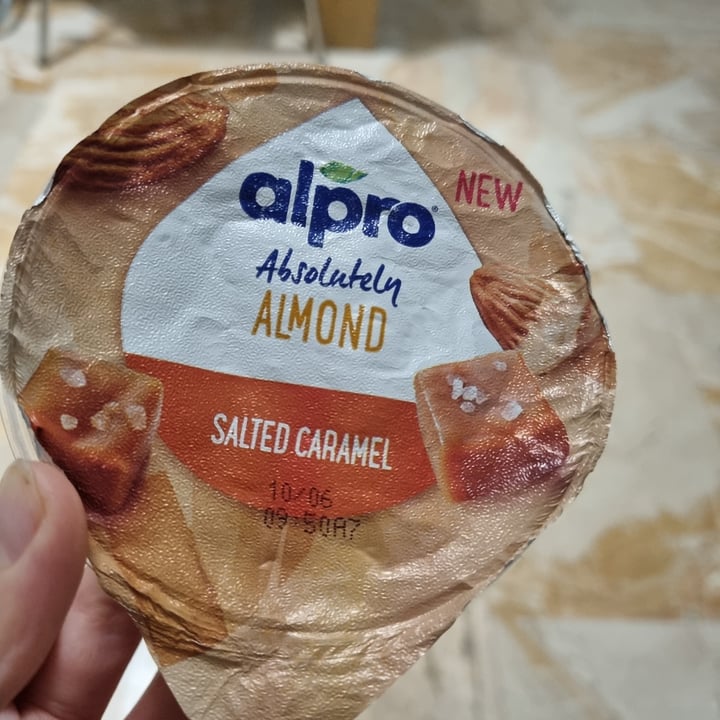 alpro
NEW
Absolutely
ALMOND
SALTED CARAMEL
10/06
09:50A7